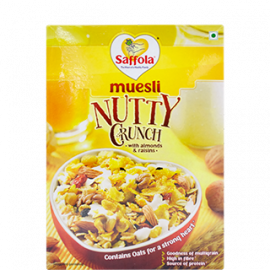 Saffola
muesli
NUTTY
CRUNCH
with almonds
& raisins
Contains Oats for a strong heart
Goodness of multigrain
High in fibre
Source of protein